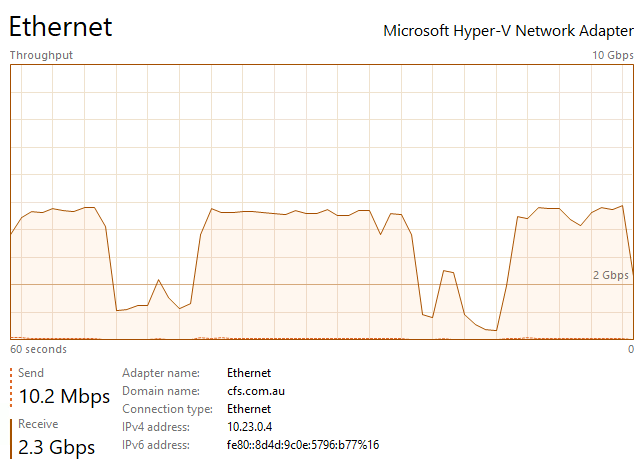 Ethernet
Microsoft Hyper-V Network Adapter
Throughput
10 Gbps
2 Gbps
60 seconds
0
Send
10.2 Mbps
Receive
2.3 Gbps
Adapter name: Ethernet
Domain name: cfs.com.au
Connection type: Ethernet
IPv4 address: 10.23.0.4
IPv6 address: fe80::8d4d:9c0e:5796:b77%16